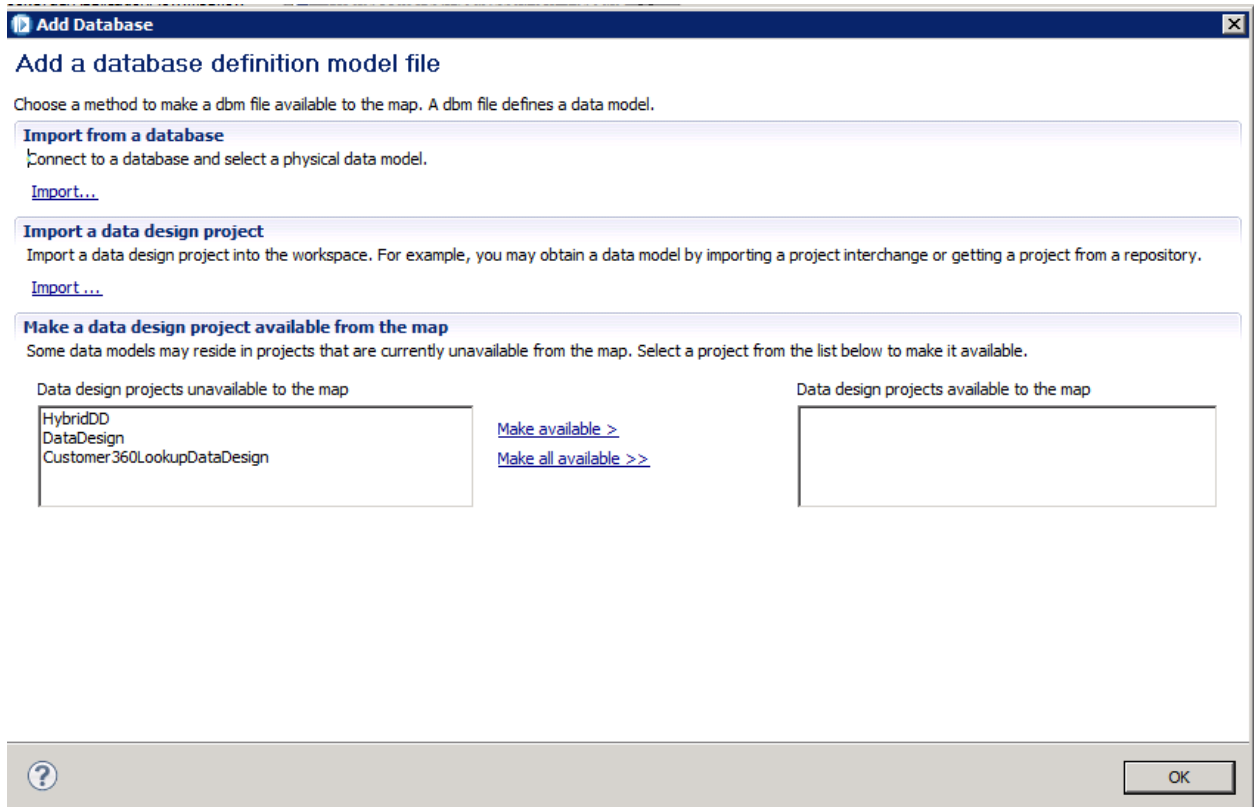 Add Database
Add a database definition model file
Choose a method to make a dbm file available to the map. A dbm file defines a data model.
Import from a database
Connect to a database and select a physical data model.
Import...
Import a data design project
Import a data design project into the workspace. For example, you may obtain a data model by importing a project interchange or getting a project from a repository.
Import ...
Make a data design project available from the map
Some data models may reside in projects that are currently unavailable from the map. Select a project from the list below to make it available.
Data design projects unavailable to the map
HybridDD
DataDesign
Customer360LookupDataDesign
Make available >
Make all available >>
Data design projects available to the map
OK